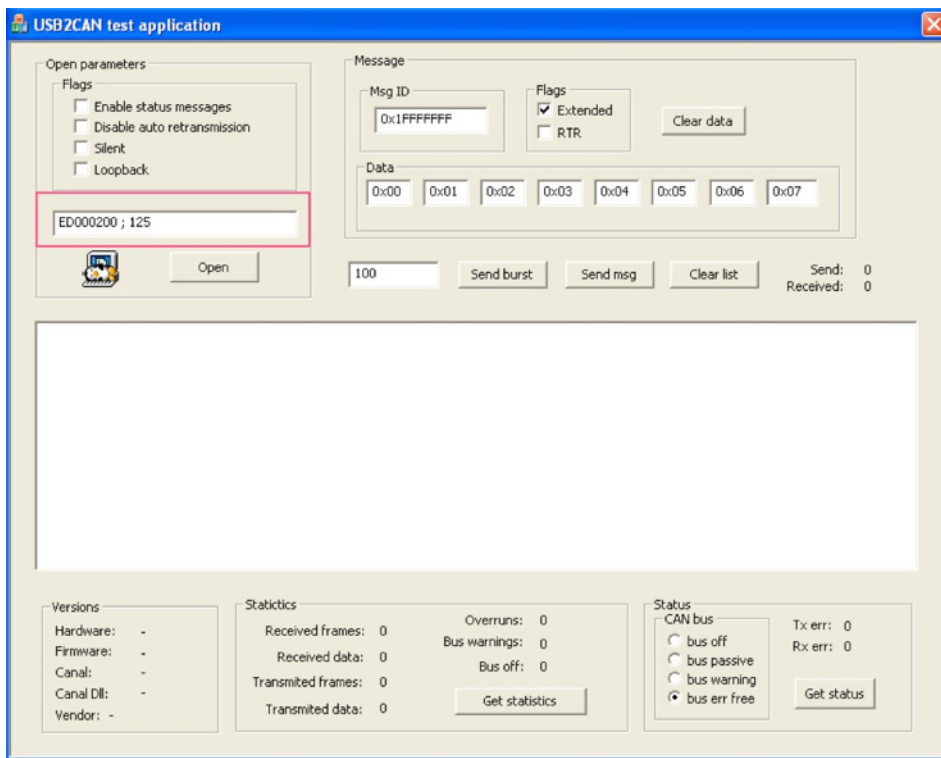 USB2CAN test application
Open parameters
Flags
Enable status messages
Disable auto retransmission
Silent
Loopback
ED000200 ; 125
Open
Message
Msg ID
0x1FFFFFFF
Flags
Extended
RTR
Clear data
Data
0x00 0x01 0x02 0x03 0x04 0x05 0x06 0x07
100 Send burst Send msg Clear list
Send: 0
Received: 0
Versions
Hardware: -
Firmware: -
Canal: -
Canal Dll: -
Vendor: -
Statictics
Received frames: 0
Received data: 0
Transmited frames: 0
Transmited data: 0
Overruns: 0
Bus warnings: 0
Bus off: 0
Get statistics
Status
CAN bus
bus off
bus passive
bus warning
bus err free
Tx err: 0
Rx err: 0
Get status